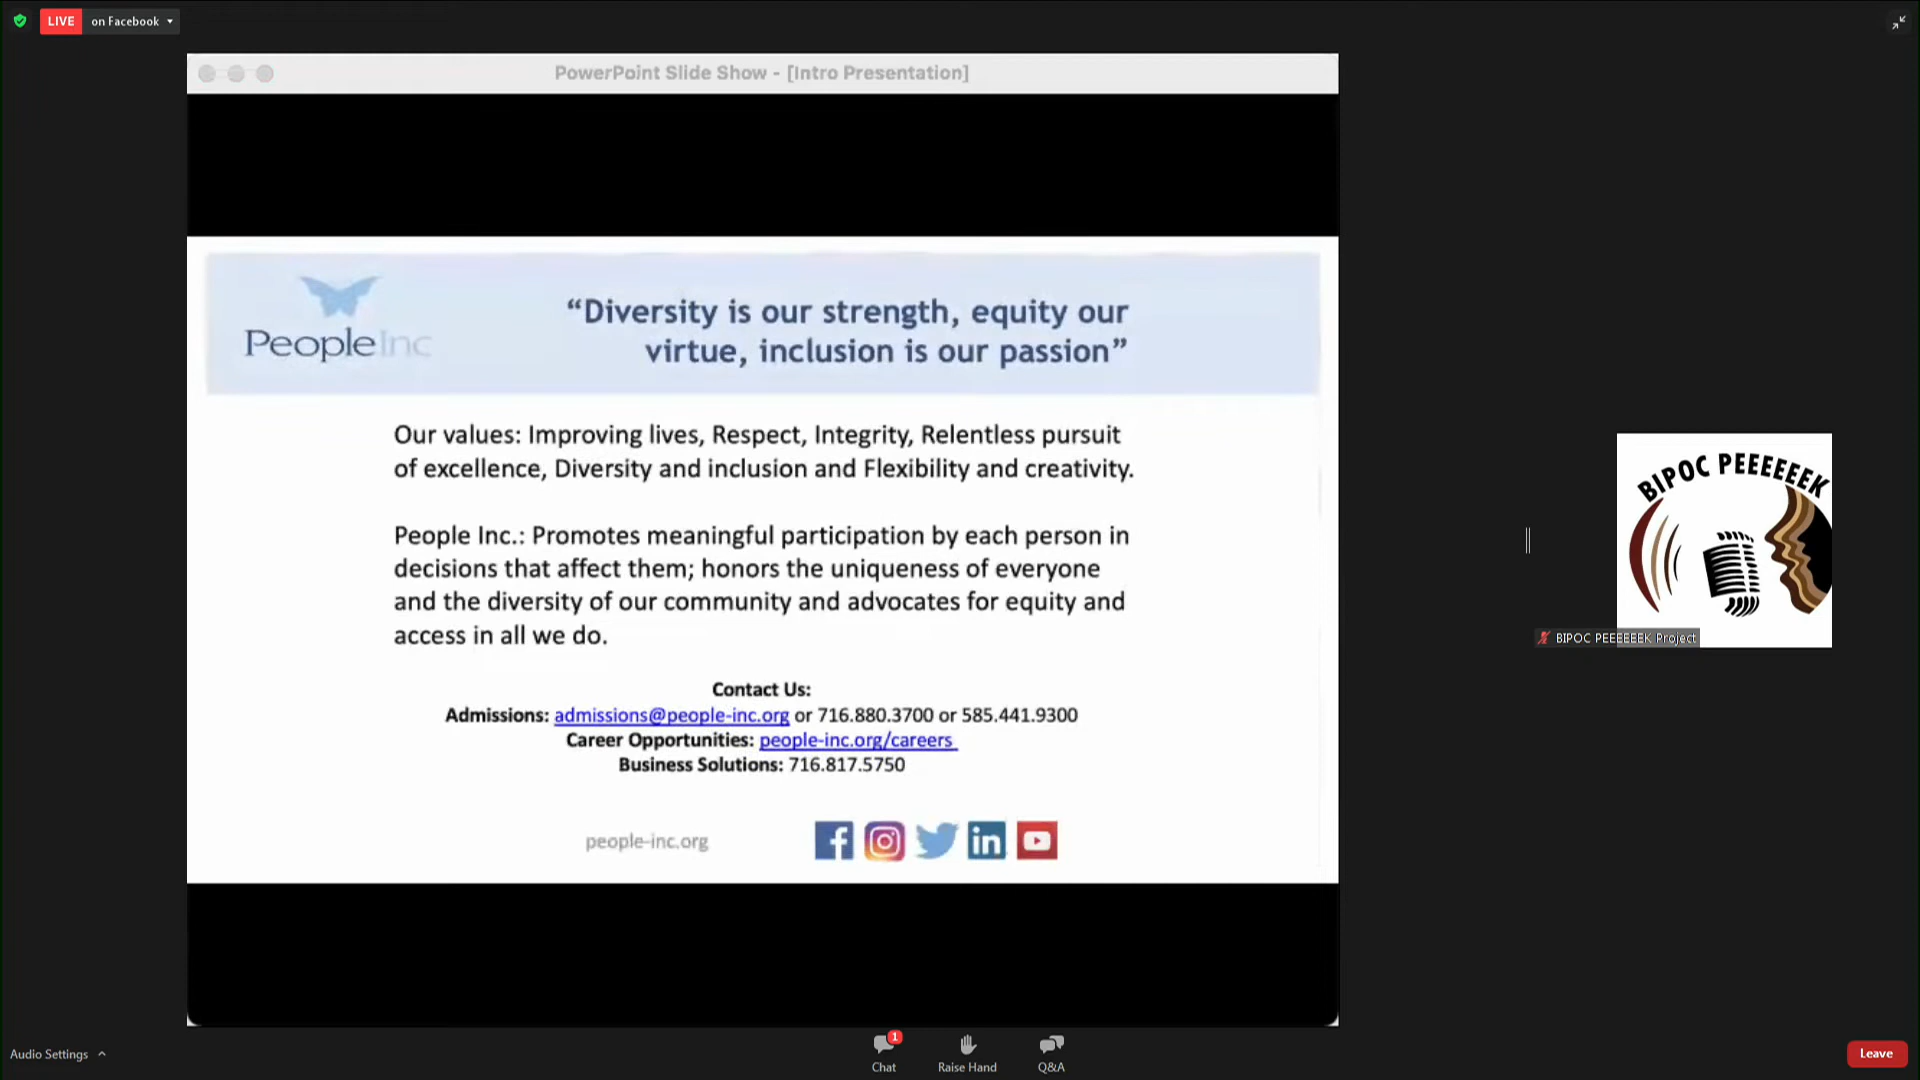 LIVE on Facebook
PowerPoint Slide Show - [Intro Presentation]
PeopleInc
“Diversity is our strength, equity our
virtue, inclusion is our passion”
Our values: Improving lives, Respect, Integrity, Relentless pursuit
of excellence, Diversity and inclusion and Flexibility and creativity.
People Inc.: Promotes meaningful participation by each person in
decisions that affect them; honors the uniqueness of everyone
and the diversity of our community and advocates for equity and
access in all we do.
Contact Us:
Admissions: admissions@people-inc.org or 716.880.3700 or 585.441.9300
Career Opportunities: people-inc.org/careers
Business Solutions: 716.817.5750
people-inc.org
BIPOC PEEEEEEK
BIPOC PEEEEEEK Project
Audio Settings
1
Chat
Raise Hand
Q&A
Leave